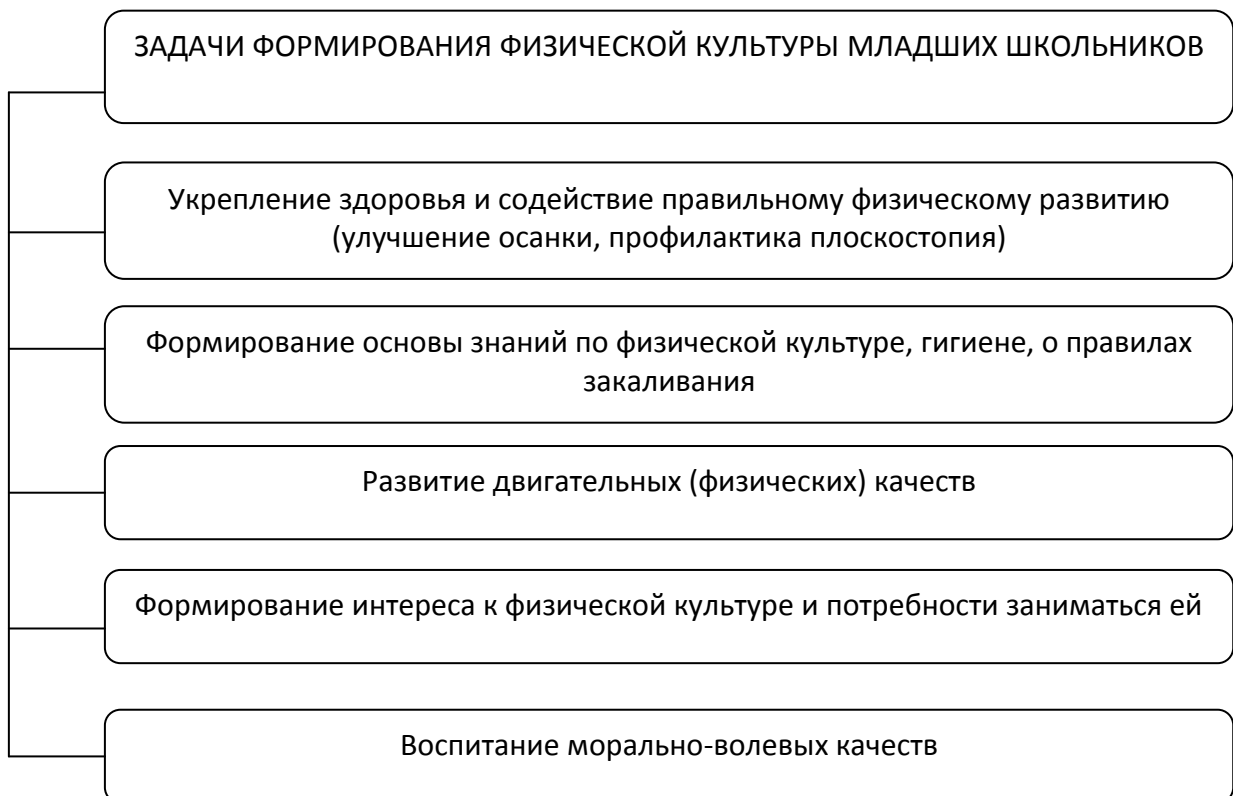 ЗАДАЧИ ФОРМИРОВАНИЯ ФИЗИЧЕСКОЙ КУЛЬТУРЫ МЛАДШИХ ШКОЛЬНИКОВ
Укрепление здоровья и содействие правильному физическому развитию
(улучшение осанки, профилактика плоскостопия)
Формирование основы знаний по физической культуре, гигиене, о правилах
закаливания
Развитие двигательных (физических) качеств
Формирование интереса к физической культуре и потребности заниматься ей
Воспитание морально-волевых качеств